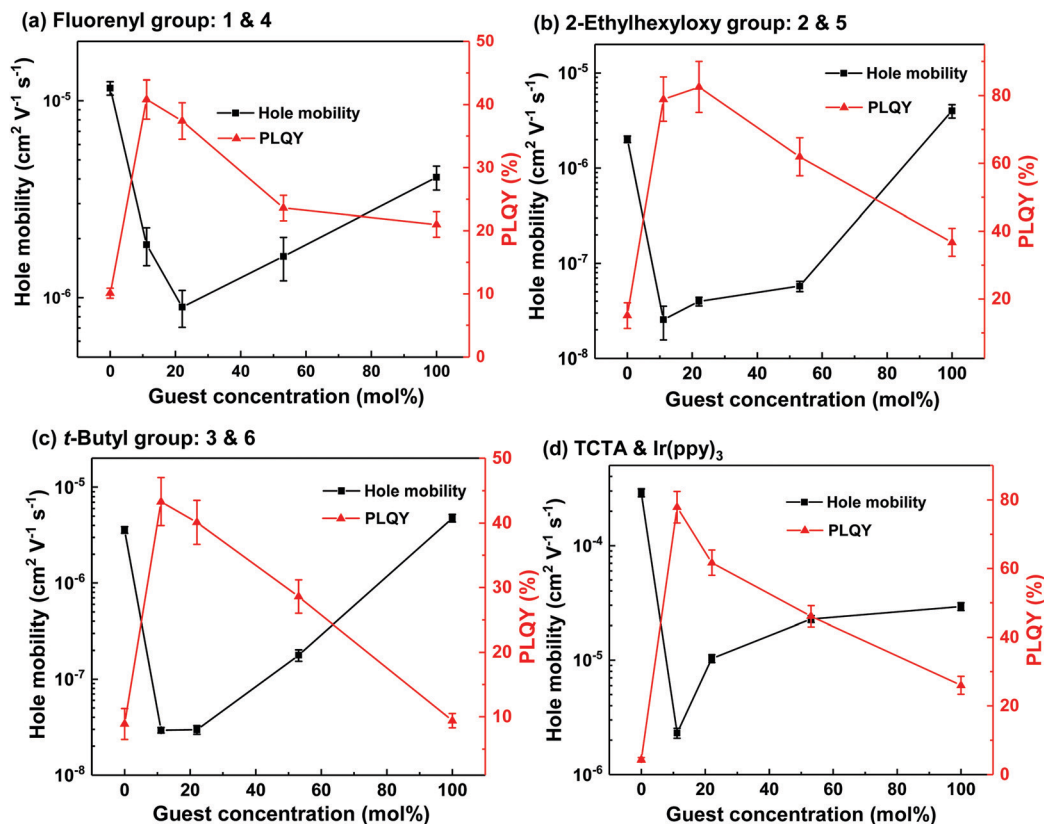 (a) Fluorenyl group: 1 & 4
Hole mobility (cm² V⁻¹ s⁻¹)
10⁻⁵
10⁻⁶
Hole mobility
PLQY
50
40
30
20
10
0
PLQY (%)
0 20 40 60 80 100
Guest concentration (mol%)
(b) 2-Ethylhexyloxy group: 2 & 5
Hole mobility (cm² V⁻¹ s⁻¹)
10⁻⁵
10⁻⁶
10⁻⁷
10⁻⁸
Hole mobility
PLQY
80
60
40
20
PLQY (%)
0 20 40 60 80 100
Guest concentration (mol%)
(c) t-Butyl group: 3 & 6
Hole mobility (cm² V⁻¹ s⁻¹)
10⁻⁵
10⁻⁶
10⁻⁷
10⁻⁸
Hole mobility
PLQY
50
40
30
20
10
PLQY (%)
0 20 40 60 80 100
Guest concentration (mol%)
(d) TCTA & Ir(ppy)₃
Hole mobility (cm² V⁻¹ s⁻¹)
10⁻⁴
10⁻⁵
10⁻⁶
Hole mobility
PLQY
80
60
40
20
0
PLQY (%)
0 20 40 60 80 100
Guest concentration (mol%)